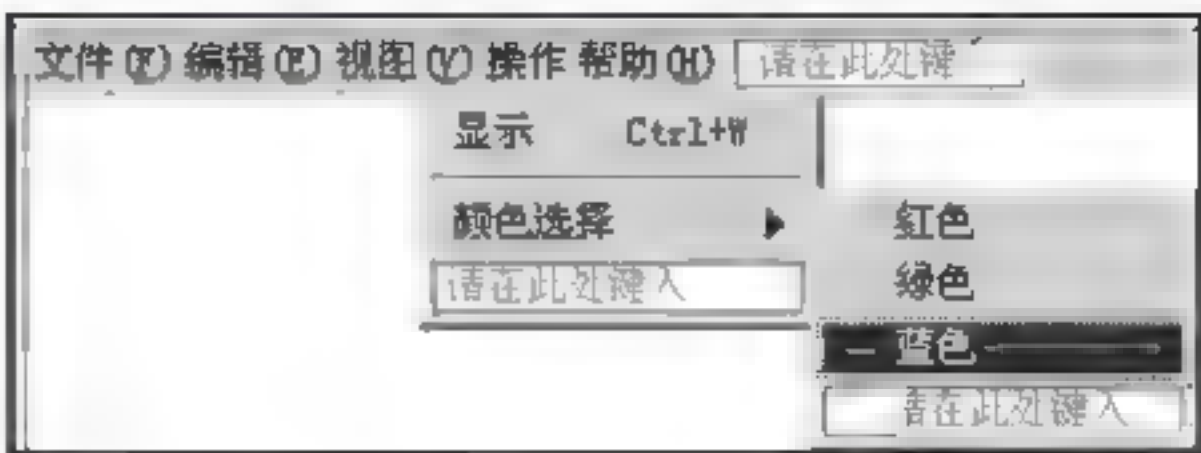 文件(F) 编辑(E) 视图(V) 操作 帮助(H) 请在此处键
显示 Ctrl+W
颜色选择
红色
请在此处键入
绿色
蓝色
请在此处键入